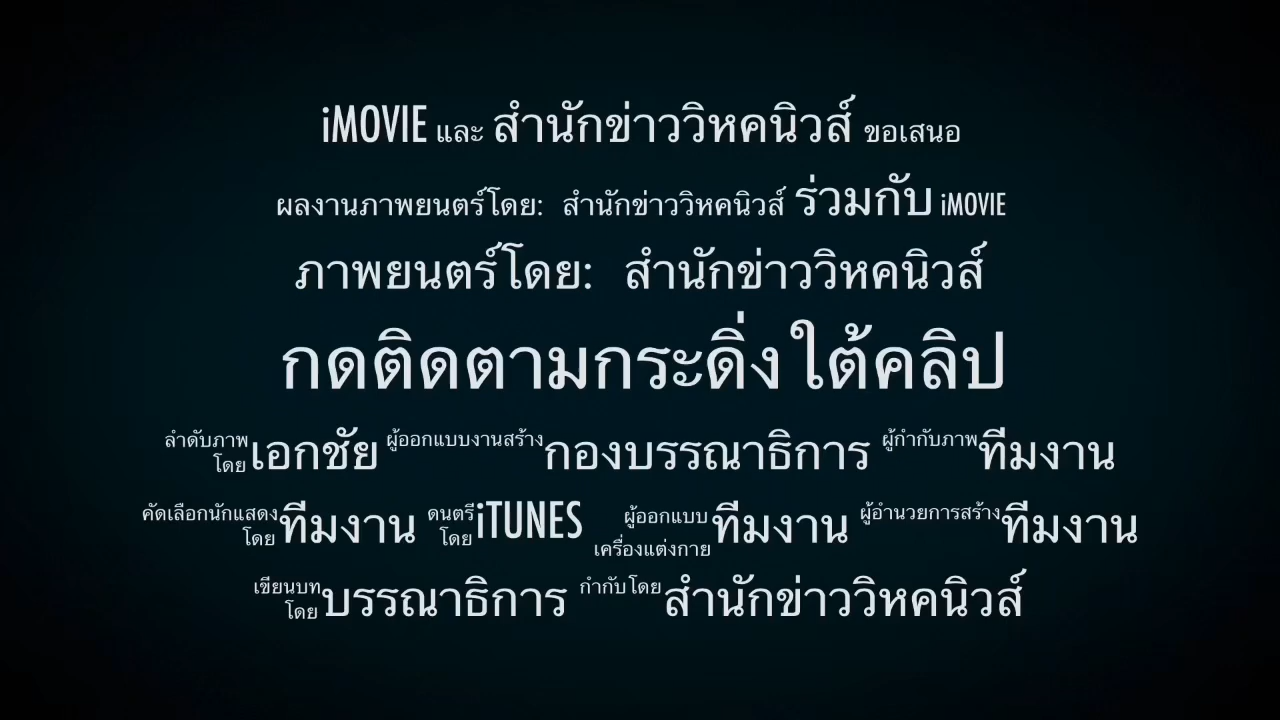 iMOVIE และ สำนักข่าววิหคนิวส์ ขอเสนอ
ผลงานภาพยนตร์โดย: สำนักข่าววิหคนิวส์ ร่วมกับ iMOVIE
ภาพยนตร์โดย: สำนักข่าววิหคนิวส์
กดติดตามกระดิ่ง ใต้คลิป
ลำดับภาพโดย เอกชัย ผู้ออกแบบงานสร้าง กองบรรณาธิการ ผู้กำกับภาพ ทีมงาน
คัดเลือกนักแสดงโดย ทีมงาน ดนตรีโดย iTUNES ผู้ออกแบบเครื่องแต่งกาย ทีมงาน ผู้อำนวยการสร้าง ทีมงาน
เขียนบทโดย บรรณาธิการ กำกับโดย สำนักข่าววิหคนิวส์